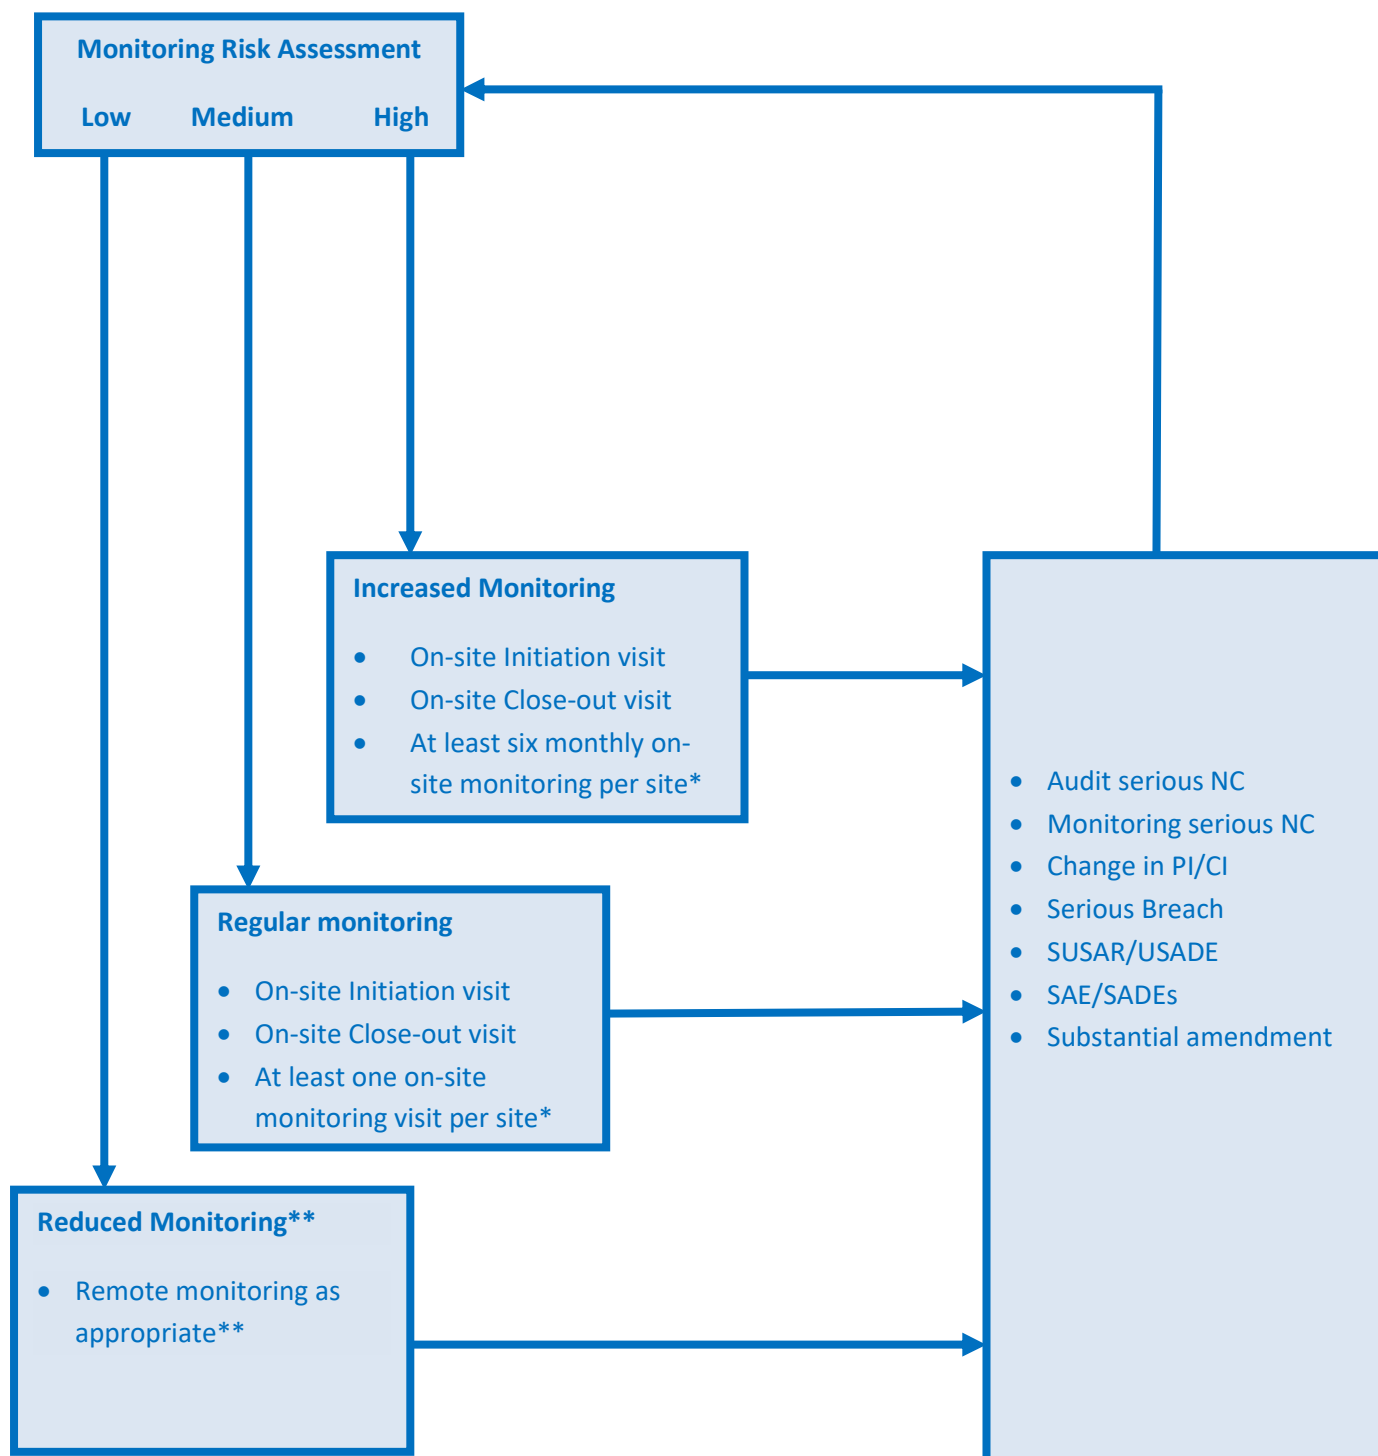 Monitoring Risk Assessment
Low Medium High
Increased Monitoring
• On-site Initiation visit
• On-site Close-out visit
• At least six monthly on-
site monitoring per site*
• Audit serious NC
• Monitoring serious NC
• Change in PI/CI
• Serious Breach
• SUSAR/USADE
• SAE/SADEs
• Substantial amendment
Regular monitoring
• On-site Initiation visit
• On-site Close-out visit
• At least one on-site
monitoring visit per site*
Reduced Monitoring**
• Remote monitoring as
appropriate**